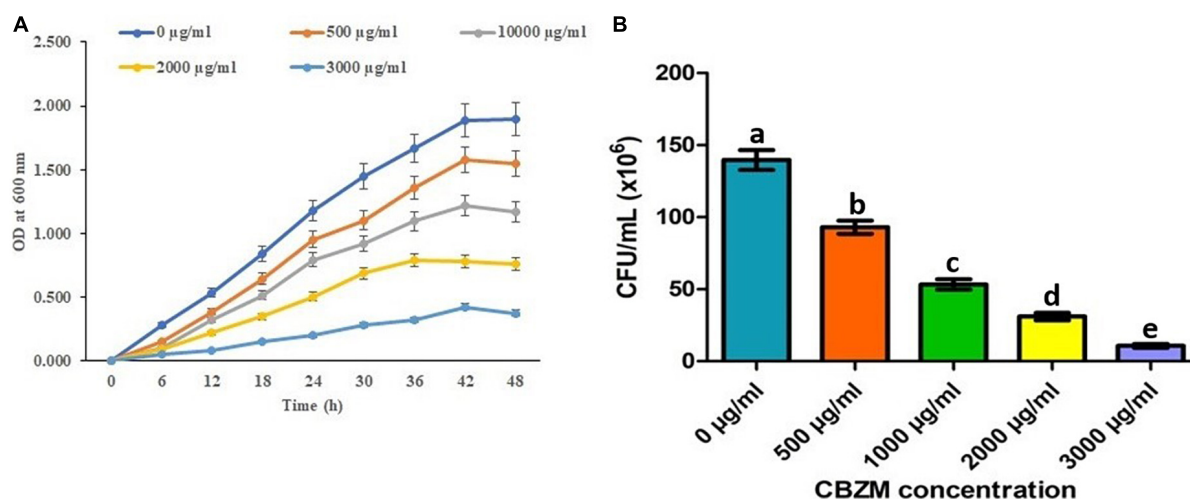 A
0 µg/ml 500 µg/ml 10000 µg/ml
2000 µg/ml 3000 µg/ml
2.500
2.000
1.500
1.000
0.500
0.000
OD at 600 nm
0 6 12 18 24 30 36 42 48
Time (h)
B
200
150
100
50
0
CFU/mL (x10⁶)
a
b
c
d
e
0 µg/ml
500 µg/ml
1000 µg/ml
2000 µg/ml
3000 µg/ml
CBZM concentration